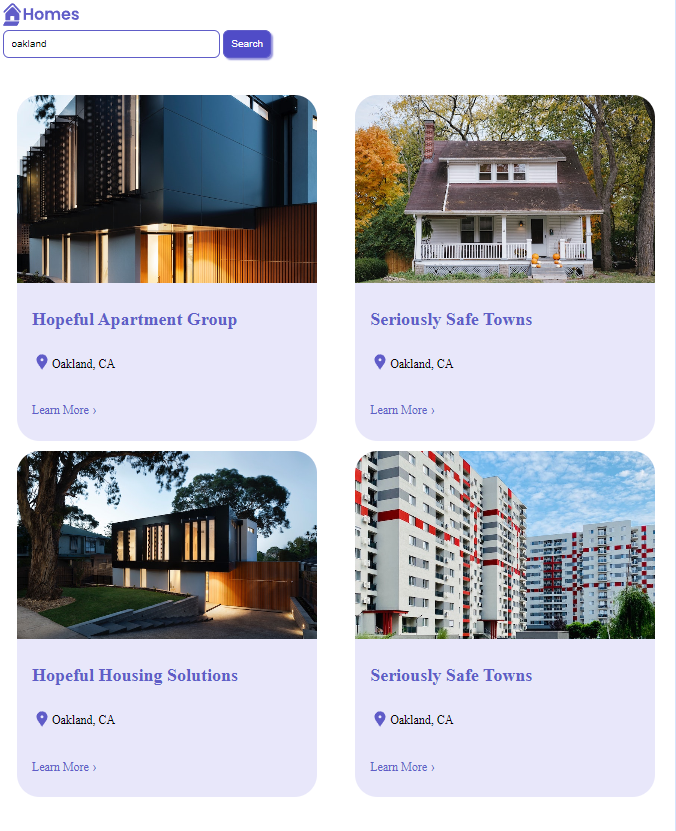 Homes
oakland
Search
Hopeful Apartment Group
Oakland, CA
Learn More ›
Seriously Safe Towns
Oakland, CA
Learn More ›
Hopeful Housing Solutions
Oakland, CA
Learn More ›
Seriously Safe Towns
Oakland, CA
Learn More ›